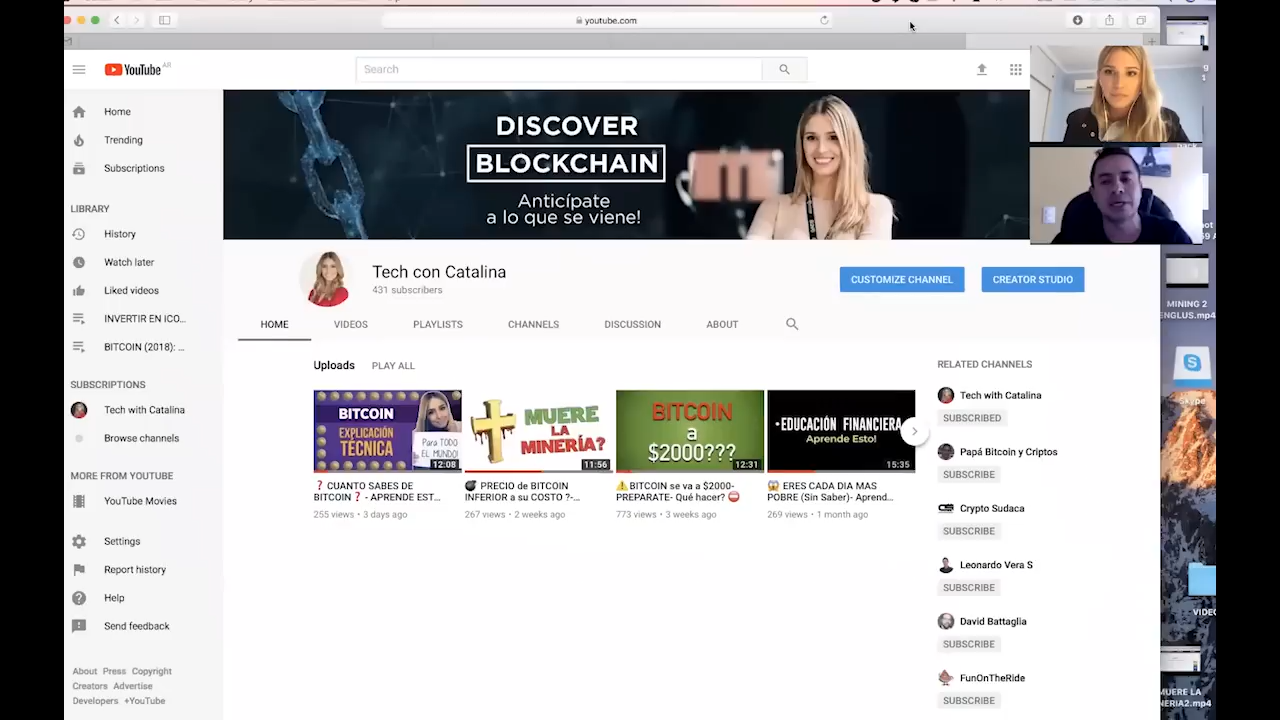 youtube.com
YouTube AR
Search
Home
Trending
Subscriptions
LIBRARY
History
Watch later
Liked videos
INVERTIR EN ICO...
BITCOIN (2018): ...
SUBSCRIPTIONS
Tech with Catalina
Browse channels
MORE FROM YOUTUBE
YouTube Movies
Settings
Report history
Help
Send feedback
About Press Copyright
Creators Advertise
Developers +YouTube
DISCOVER
BLOCKCHAIN
Anticípate
a lo que se viene!
Tech con Catalina
431 subscribers
CUSTOMIZE CHANNEL
CREATOR STUDIO
HOME VIDEOS PLAYLISTS CHANNELS DISCUSSION ABOUT
Uploads PLAY ALL
BITCOIN
EXPLICACIÓN
TÉCNICA
Para TODO
EL MUNDO!
12:08
❓ CUANTO SABES DE
BITCOIN❓ - APRENDE EST...
255 views • 3 days ago
MUERE
LA
MINERÍA?
11:56
💣 PRECIO de BITCOIN
INFERIOR a su COSTO ?-...
267 views • 2 weeks ago
BITCOIN
a
$2000???
12:31
⚠️BITCOIN se va a $2000-
PREPARATE- Qué hacer? ⛔
773 views • 3 weeks ago
•EDUCACIÓN FINANCIERA
Aprende Esto!
15:35
😱 ERES CADA DIA MAS
POBRE (Sin Saber)- Aprend...
269 views • 1 month ago
RELATED CHANNELS
Tech with Catalina
SUBSCRIBED
Papá Bitcoin y Criptos
SUBSCRIBE
Crypto Sudaca
SUBSCRIBE
Leonardo Vera S
SUBSCRIBE
David Battaglia
SUBSCRIBE
FunOnTheRide
SUBSCRIBE
MINING 2
ENGLUS.mp4
Skype
VIDEO
MUERE LA
NERIA2.mp4